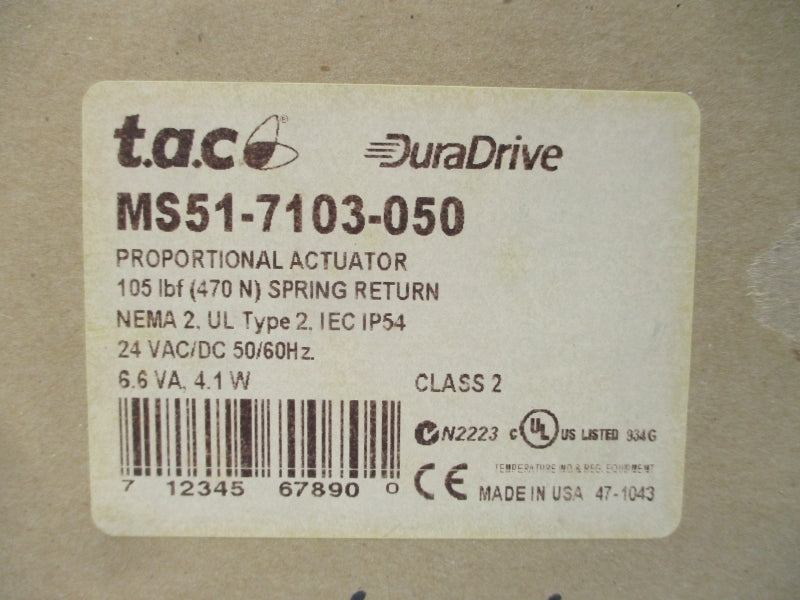 t.a.c ® DuraDrive
MS51-7103-050
PROPORTIONAL ACTUATOR
105 lbf (470 N) SPRING RETURN
NEMA 2, UL Type 2, IEC IP54
24 VAC/DC 50/60Hz.
6.6 VA, 4.1 W CLASS 2
N2223 C UL US LISTED 934G
TEMPERATURE IND. & REG. EQUIPMENT
7 12345 67890 0 CE MADE IN USA 47-1043